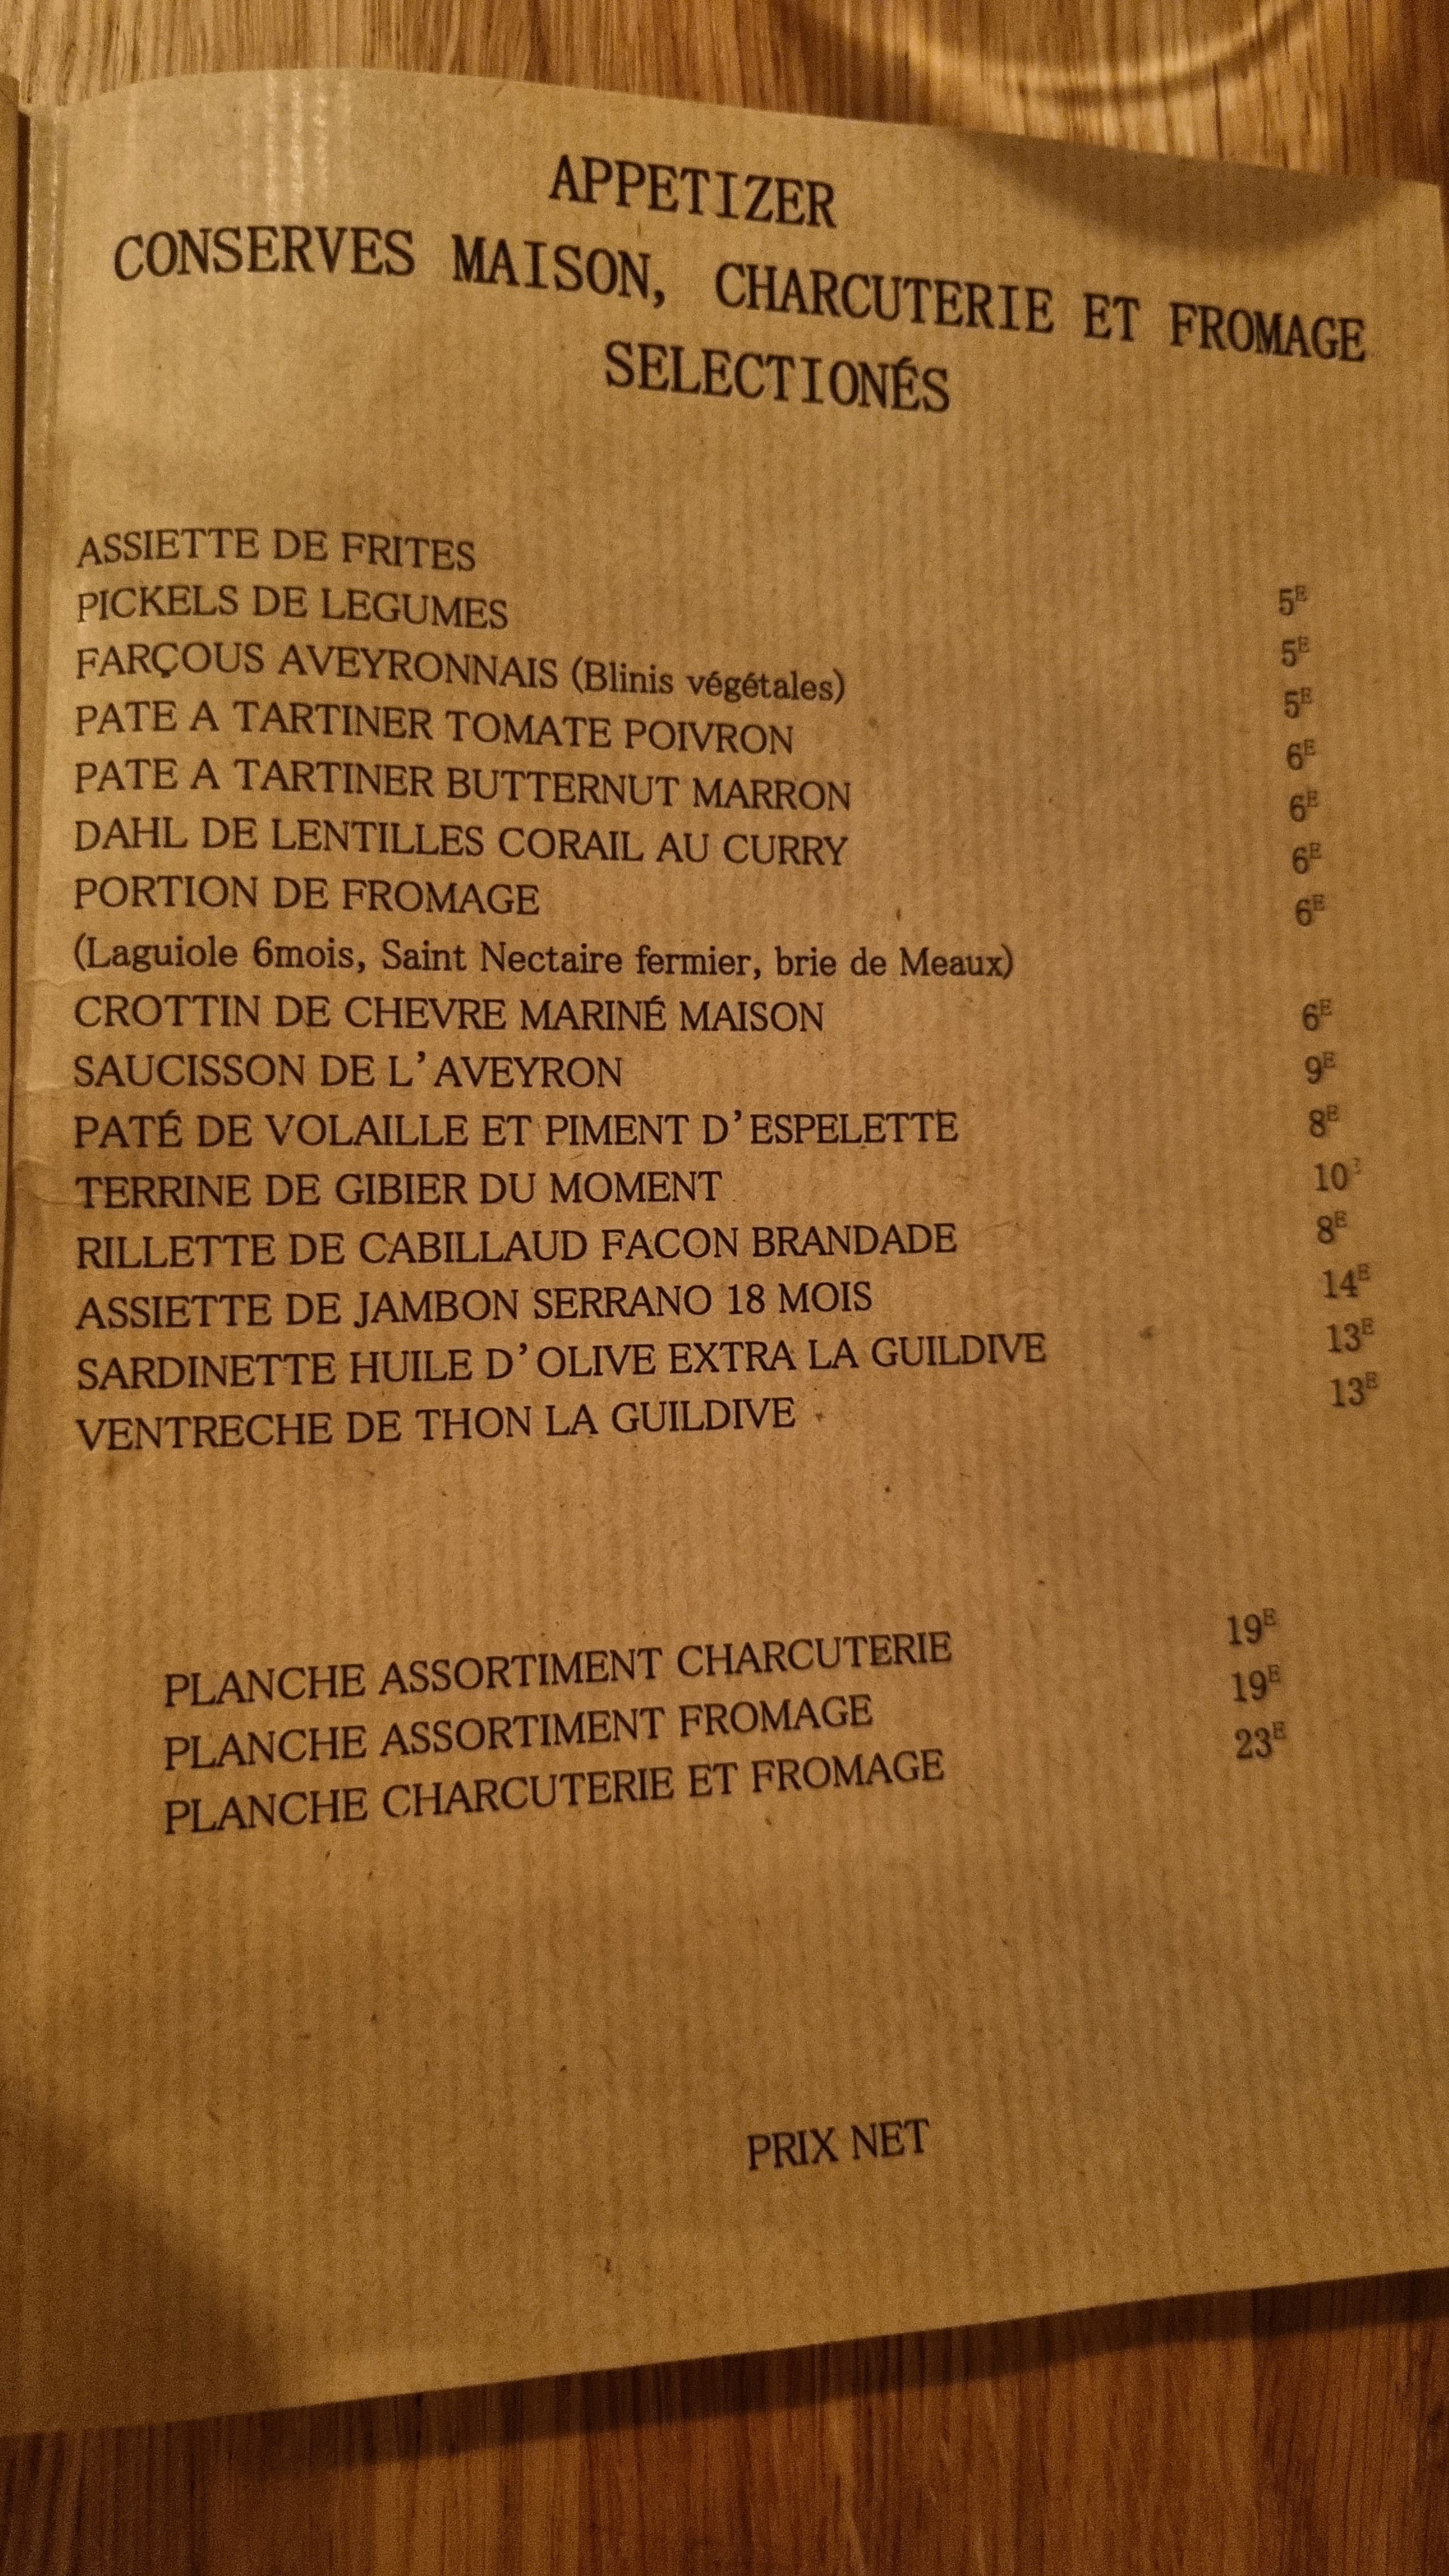 APPETIZER
CONSERVES MAISON, CHARCUTERIE ET FROMAGE
SELECTIONÉS
ASSIETTE DE FRITES 5E
PICKELS DE LEGUMES 5E
FARÇOUS AVEYRONNAIS (Blinis végétales) 5E
PATE A TARTINER TOMATE POIVRON 6E
PATE A TARTINER BUTTERNUT MARRON 6E
DAHL DE LENTILLES CORAIL AU CURRY 6E
PORTION DE FROMAGE 6E
(Laguiole 6mois, Saint Nectaire fermier, brie de Meaux)
CROTTIN DE CHEVRE MARINÉ MAISON 6E
SAUCISSON DE L'AVEYRON 9E
PATÉ DE VOLAILLE ET PIMENT D'ESPELETTE 8E
TERRINE DE GIBIER DU MOMENT 10E
RILLETTE DE CABILLAUD FACON BRANDADE 8E
ASSIETTE DE JAMBON SERRANO 18 MOIS 14E
SARDINETTE HUILE D'OLIVE EXTRA LA GUILDIVE 13E
VENTRECHE DE THON LA GUILDIVE 13E
PLANCHE ASSORTIMENT CHARCUTERIE 19E
PLANCHE ASSORTIMENT FROMAGE 19E
PLANCHE CHARCUTERIE ET FROMAGE 23E
PRIX NET